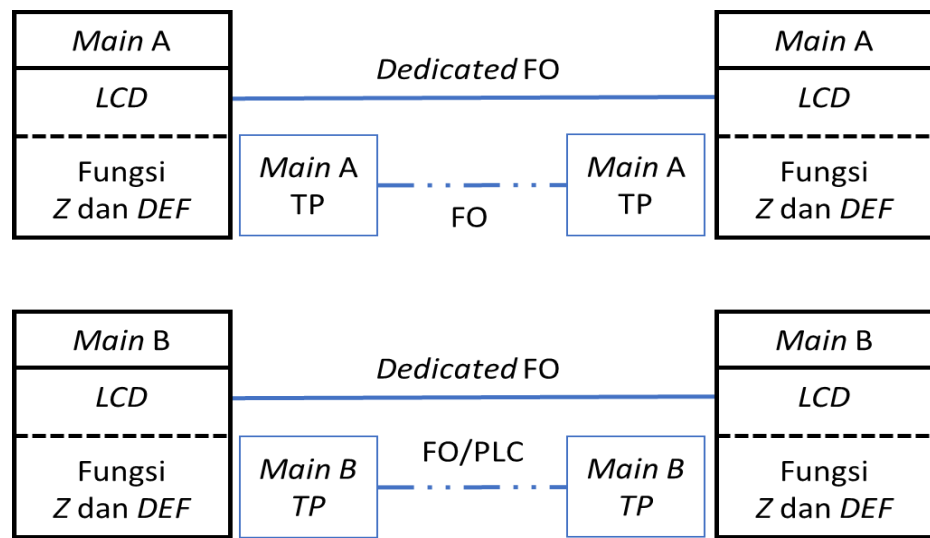 Main A
Main A
Dedicated FO
LCD
LCD
Main A
TP
Main A
TP
Fungsi
Z dan DEF
FO
Fungsi
Z dan DEF
Main B
Main B
Dedicated FO
LCD
LCD
Main B
TP
FO/PLC
Main B
TP
Fungsi
Z dan DEF
Fungsi
Z dan DEF